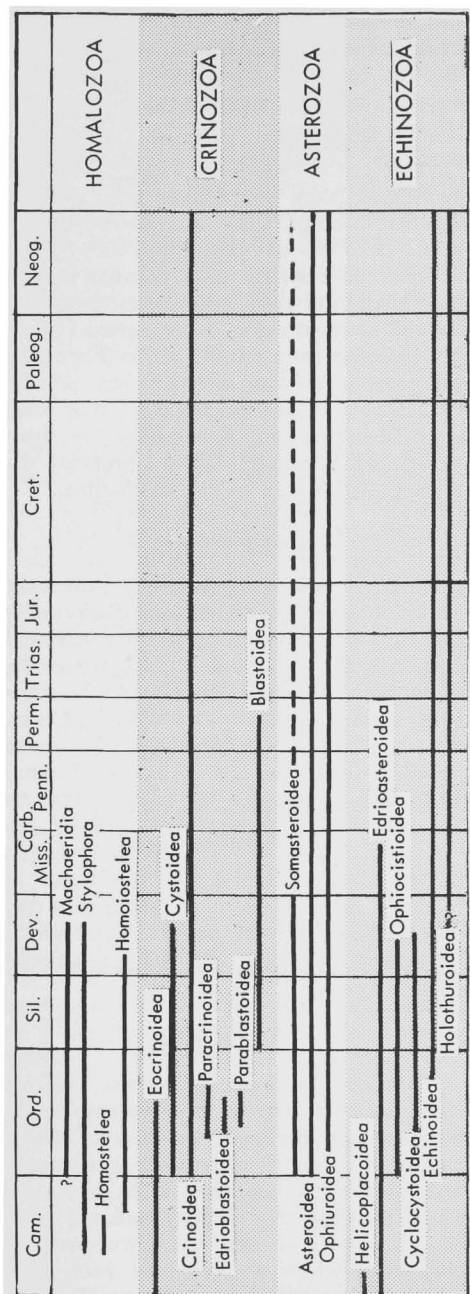 HOMALOZOA
CRINOZOA
ASTEROZOA
ECHINOZOA
Neog.
Paleog.
Cret.
Jur.
Trias.
Perm.
Carb.
Penn.
Miss.
Dev.
Sil.
Ord.
Cam.
Machaeridia
?
Stylophora
Homostelea
Homoiostelea
Eocrinoidea
Cystoidea
Crinoidea
Paracrinoidea
Edrioblastoidea
Parablastoidea
Blastoidea
Somasteroidea
Asteroidea
Ophiuroidea
Helicoplacoidea
Edrioasteroidea
Ophiocistioidea
Cyclocystoidea
Echinoidea
Holothuroidea
?